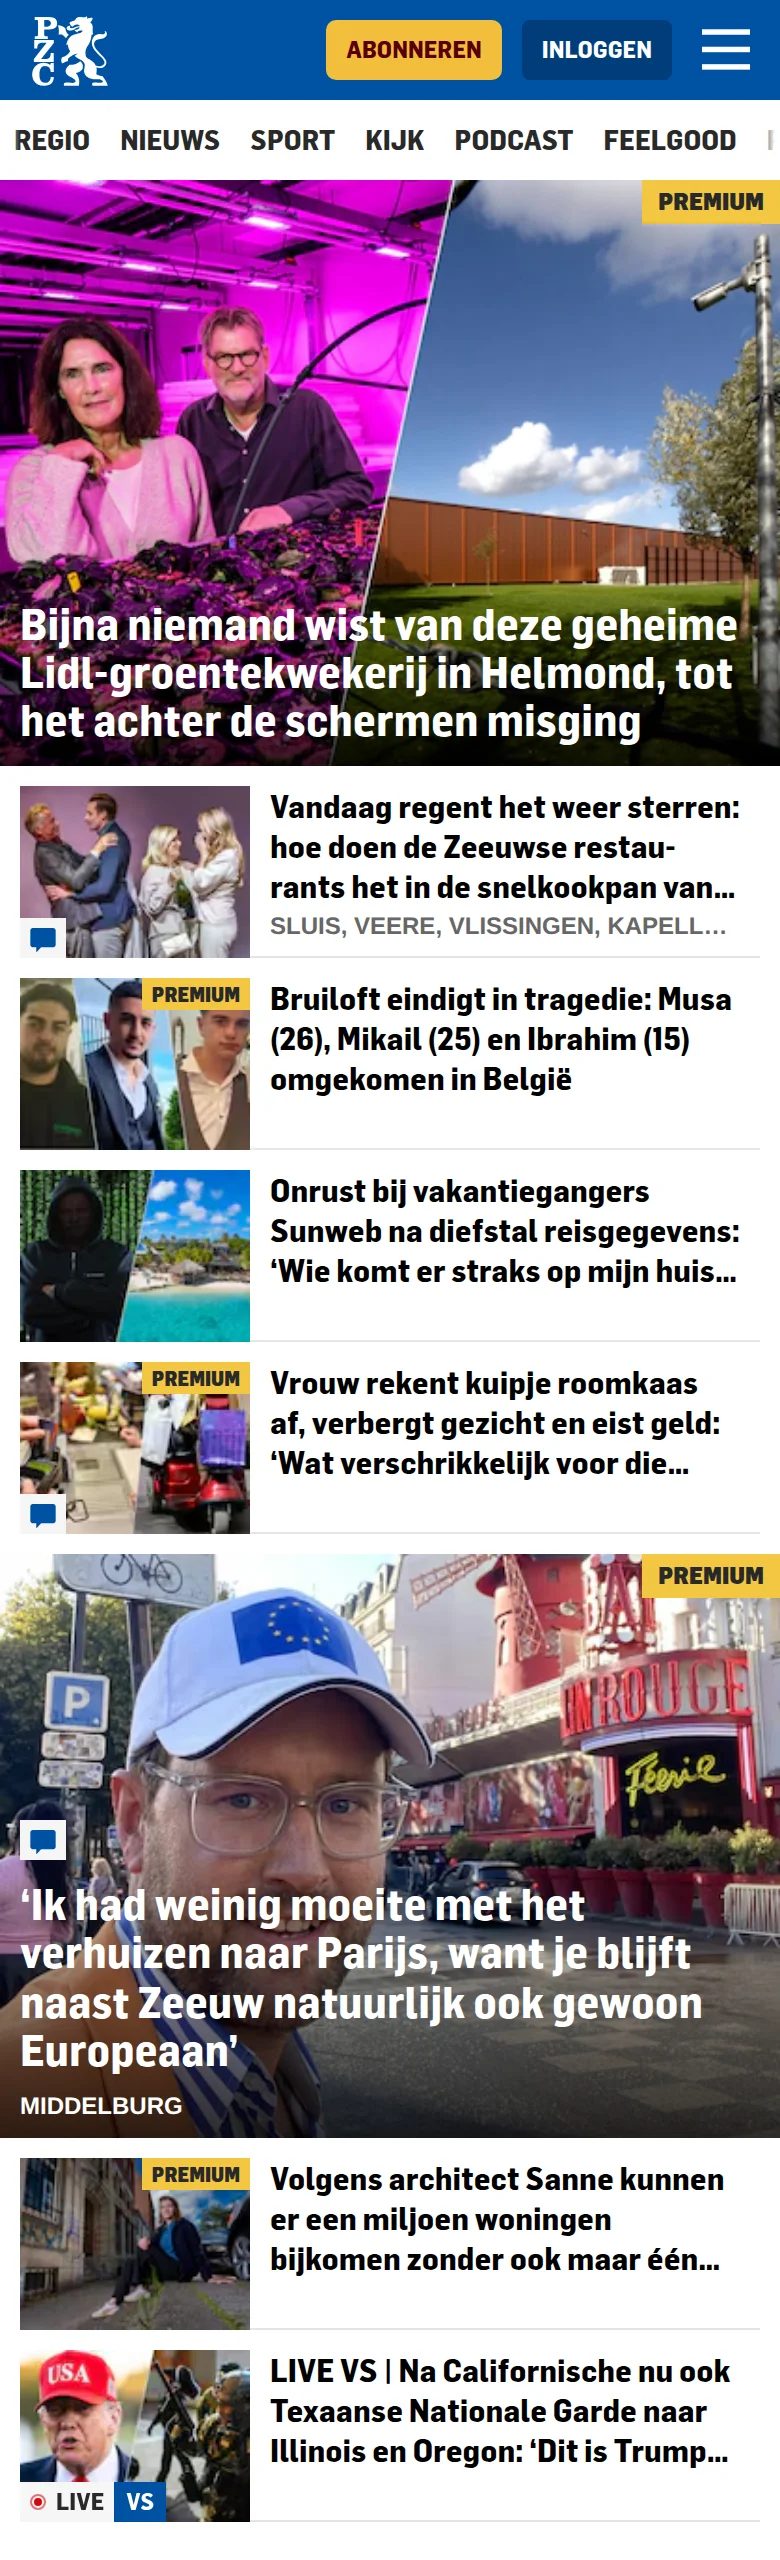 PZC
ABONNEREN
INLOGGEN
REGIO NIEUWS SPORT KIJK PODCAST FEELGOOD
PREMIUM
Bijna niemand wist van deze geheime
Lidl-groentekwekerij in Helmond, tot
het achter de schermen misging
Vandaag regent het weer sterren:
hoe doen de Zeeuwse restau-
rants het in de snelkookpan van...
SLUIS, VEERE, VLISSINGEN, KAPELL...
PREMIUM
Bruiloft eindigt in tragedie: Musa
(26), Mikail (25) en Ibrahim (15)
omgekomen in België
Onrust bij vakantiegangers
Sunweb na diefstal reisgegevens:
‘Wie komt er straks op mijn huis...
PREMIUM
Vrouw rekent kuipje roomkaas
af, verbergt gezicht en eist geld:
‘Wat verschrikkelijk voor die...
PREMIUM
P
LIN ROUGE
Féerie
‘Ik had weinig moeite met het
verhuizen naar Parijs, want je blijft
naast Zeeuw natuurlijk ook gewoon
Europeaan’
MIDDELBURG
PREMIUM
Volgens architect Sanne kunnen
er een miljoen woningen
bijkomen zonder ook maar één...
USA
LIVE VS
LIVE VS | Na Californische nu ook
Texaanse Nationale Garde naar
Illinois en Oregon: ‘Dit is Trump...